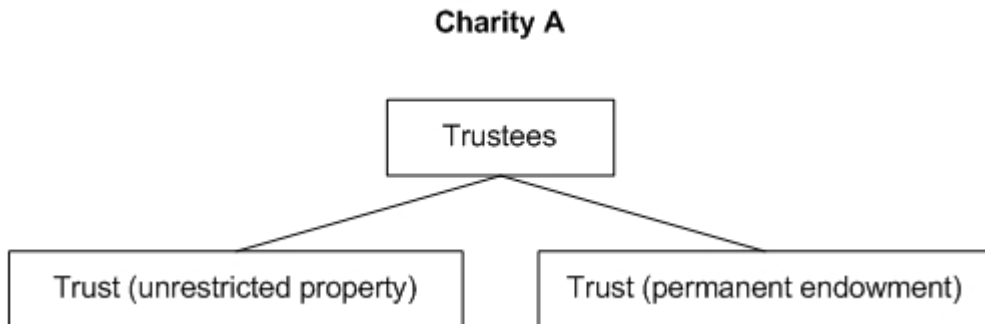 Charity A
Trustees
Trust (unrestricted property)
Trust (permanent endowment)